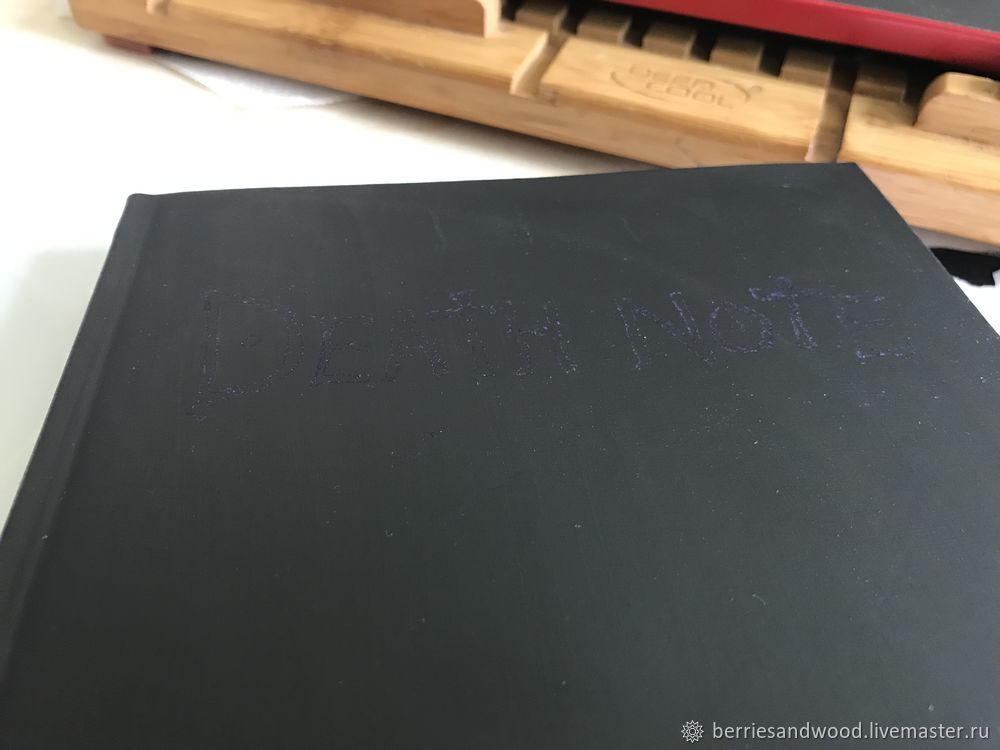 DEEP
COOL
DEATH NOTE
berriesandwood.livemaster.ru